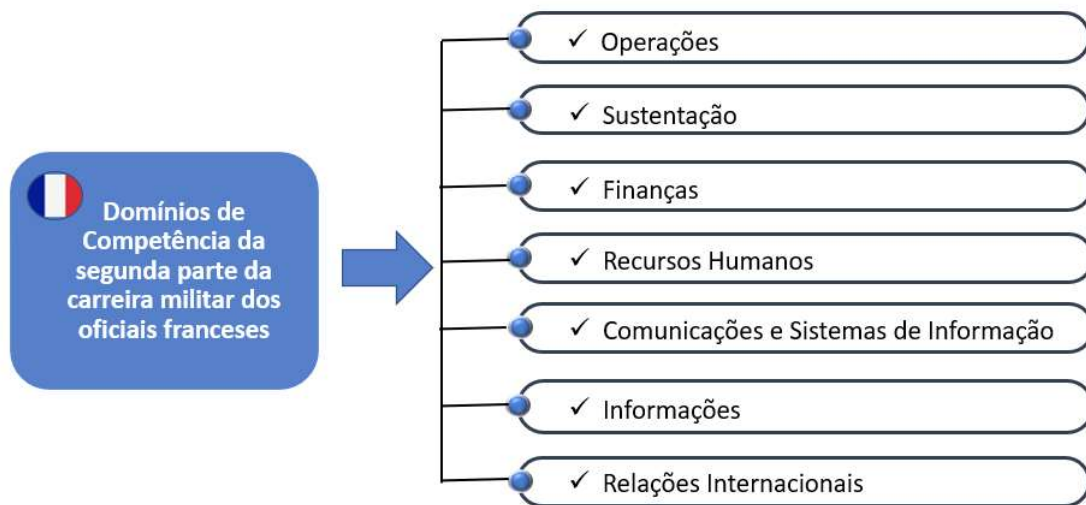 Domínios de
Competência da
segunda parte da
carreira militar dos
oficiais franceses
✓ Operações
✓ Sustentação
✓ Finanças
✓ Recursos Humanos
✓ Comunicações e Sistemas de Informação
✓ Informações
✓ Relações Internacionais